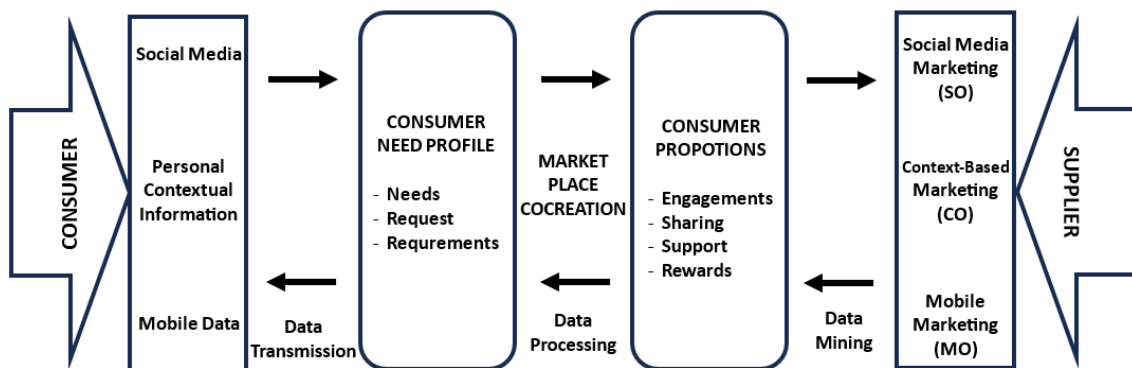 CONSUMER
Social Media
Personal
Contextual
Information
Mobile Data
Data
Transmission
CONSUMER
NEED PROFILE
- Needs
- Request
- Requrements
MARKET
PLACE
COCREATION
Data
Processing
CONSUMER
PROPOTIONS
- Engagements
- Sharing
- Support
- Rewards
Data
Mining
Social Media
Marketing
(SO)
Context-Based
Marketing
(CO)
Mobile
Marketing
(MO)
SUPPLIER